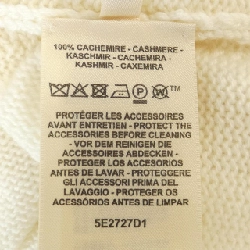 100% CACHEMIRE - CASHMERE -
KASCHMIR - CACHEMIRA -
KASHMIR - CAXEMIRA
PROTÉGER LES ACCESSOIRES
AVANT ENTRETIEN - PROTECT THE
ACCESSORIES BEFORE CLEANING
- VOR DEM REINIGEN DIE
ACCESSOIRES ABDECKEN -
PROTEGER LOS ACCESORIOS
ANTES DE LAVAR - PROTEGGERE
GLI ACCESSORI PRIMA DEL
LAVAGGIO - PROTEGER OS
ACESSÓRIOS ANTES DE LIMPAR
5E2727D1